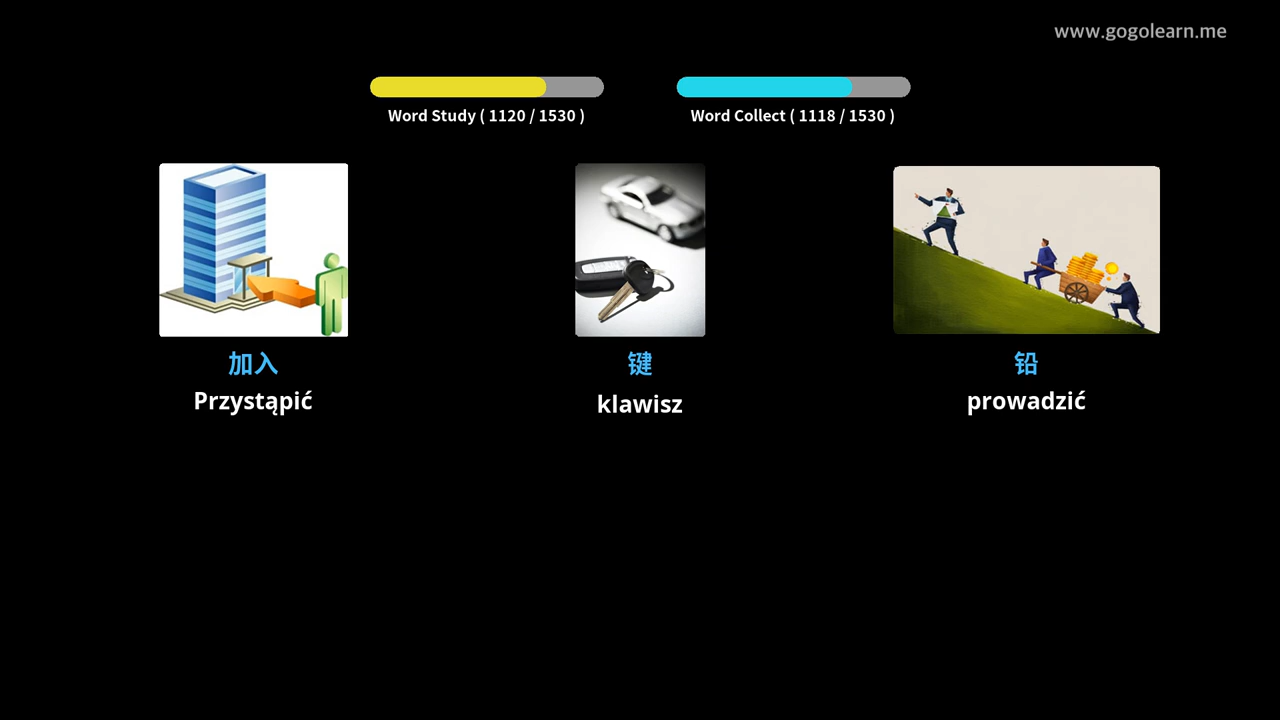 www.gogolearn.me
Word Study ( 1120 / 1530 )
Word Collect ( 1118 / 1530 )
加入
Przystąpić
键
klawisz
铅
prowadzić